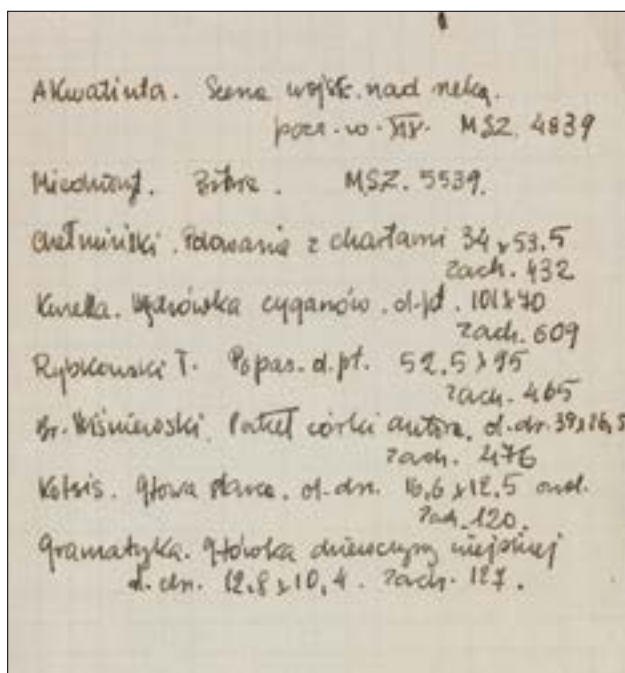 Akwatinta. Scena wojsk. nad rzeką.
pocz. w. XIX. MSZ. 4839
Miedzioryt. MSZ. 5539.
Chełmiński. Polowanie z chartami 34 x 53.5
Zach. 432
Kurella. Wędrówka cyganów. ol-pł. 101 x 70
Zach. 609
Rybkowski T. Popas. ol. pł. 52.5 x 95
Zach. 465
Br. Wiśniewski. córki autora. ol-dr. 39 x 26,5
Zach. 476
Kotsis. Głowa starca. ol-dr. 16,6 x 12.5 owal.
Zach. 120.
Gramatyka. Główka dziewczyny wiejskiej
ol. dr. 12.8 x 10,4. Zach. 127.